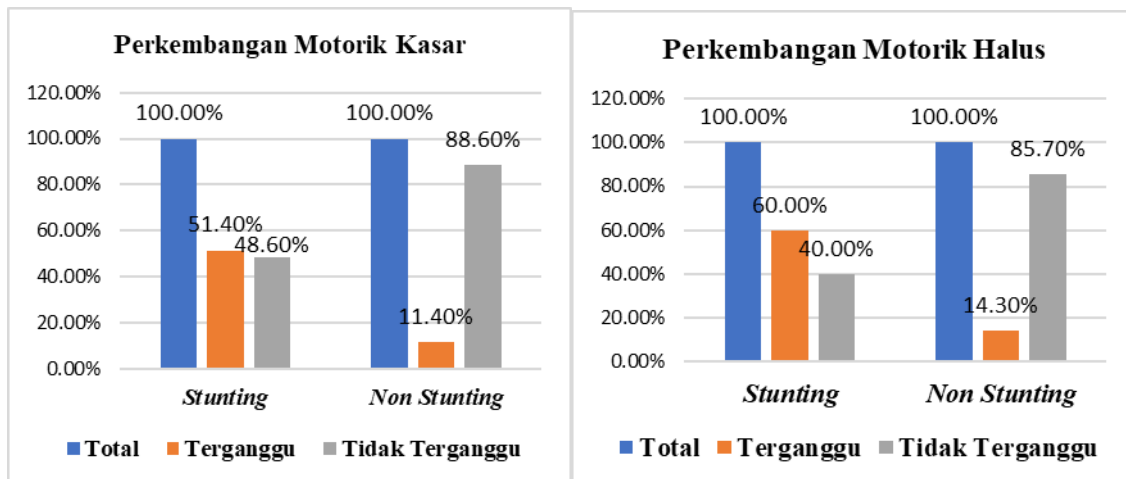 Perkembangan Motorik Kasar
120.00%
100.00%
80.00%
60.00%
40.00%
20.00%
0.00%
100.00%
51.40%
48.60%
100.00%
11.40%
88.60%
Stunting
Non Stunting
Total
Terganggu
Tidak Terganggu
Perkembangan Motorik Halus
120.00%
100.00%
80.00%
60.00%
40.00%
20.00%
0.00%
100.00%
60.00%
40.00%
100.00%
14.30%
85.70%
Stunting
Non Stunting
Total
Terganggu
Tidak Terganggu